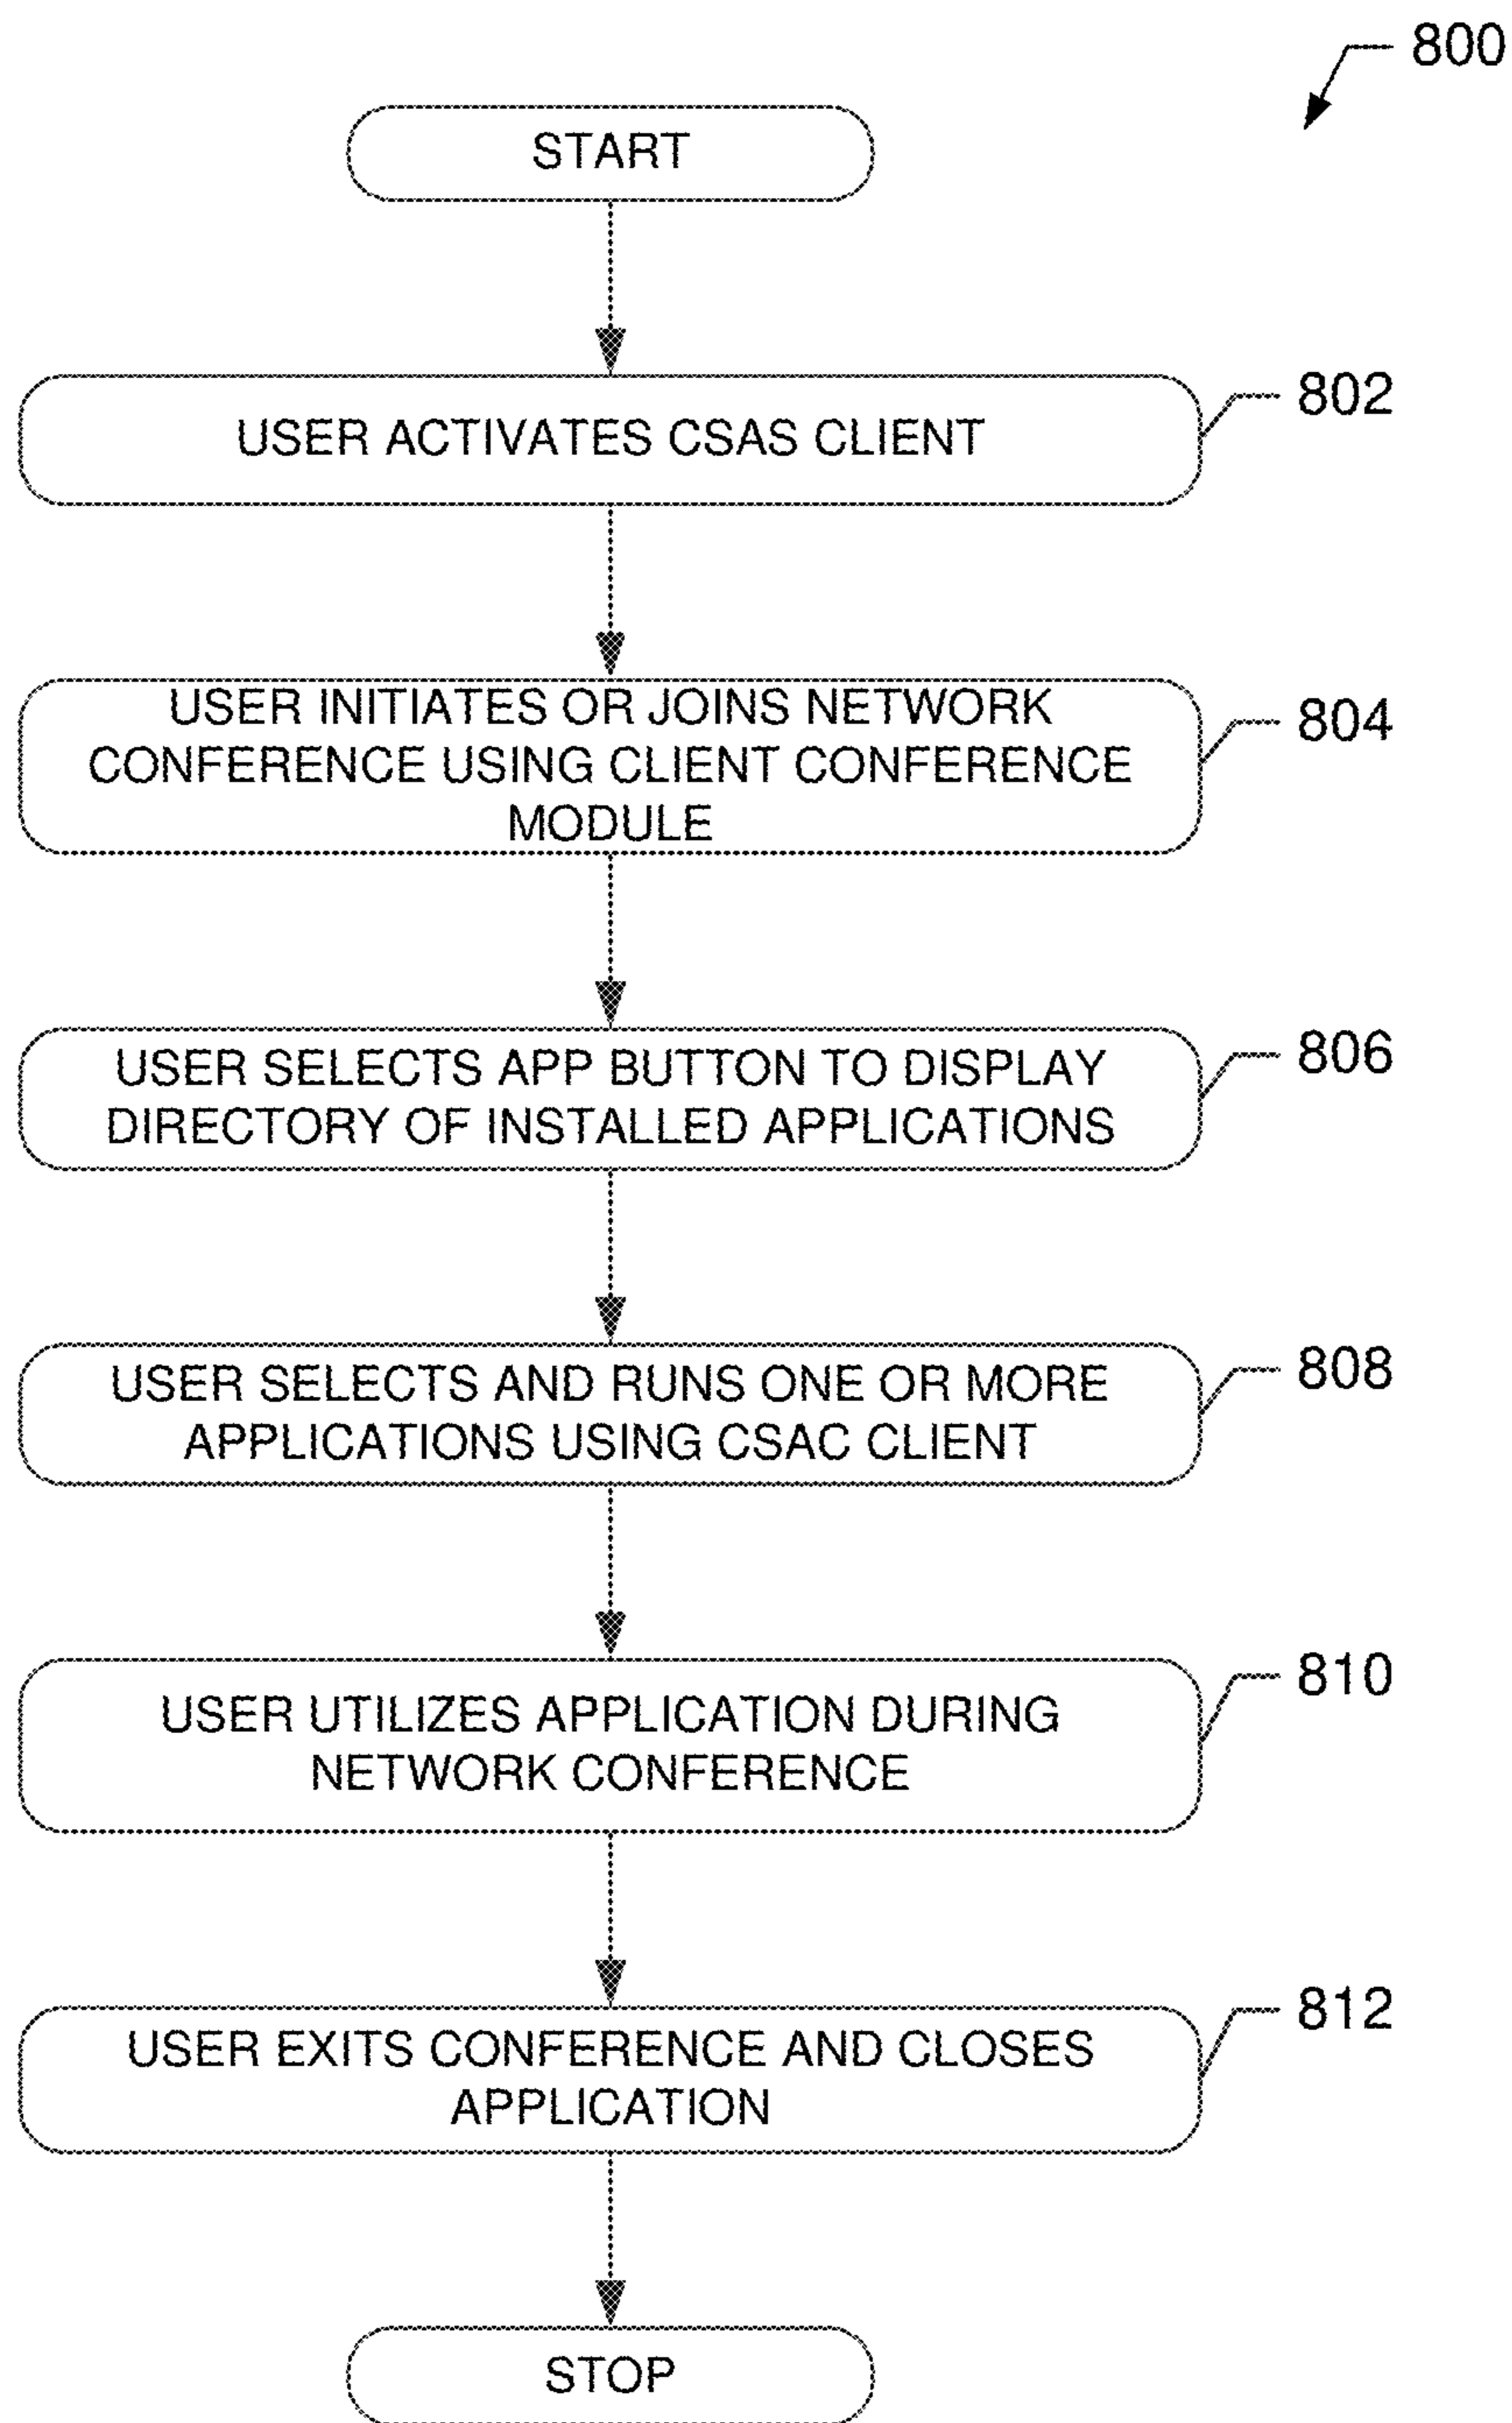 800
START
USER ACTIVATES CSAS CLIENT
802
USER INITIATES OR JOINS NETWORK
CONFERENCE USING CLIENT CONFERENCE
MODULE
804
USER SELECTS APP BUTTON TO DISPLAY
DIRECTORY OF INSTALLED APPLICATIONS
806
USER SELECTS AND RUNS ONE OR MORE
APPLICATIONS USING CSAC CLIENT
808
USER UTILIZES APPLICATION DURING
NETWORK CONFERENCE
810
USER EXITS CONFERENCE AND CLOSES
APPLICATION
812
STOP